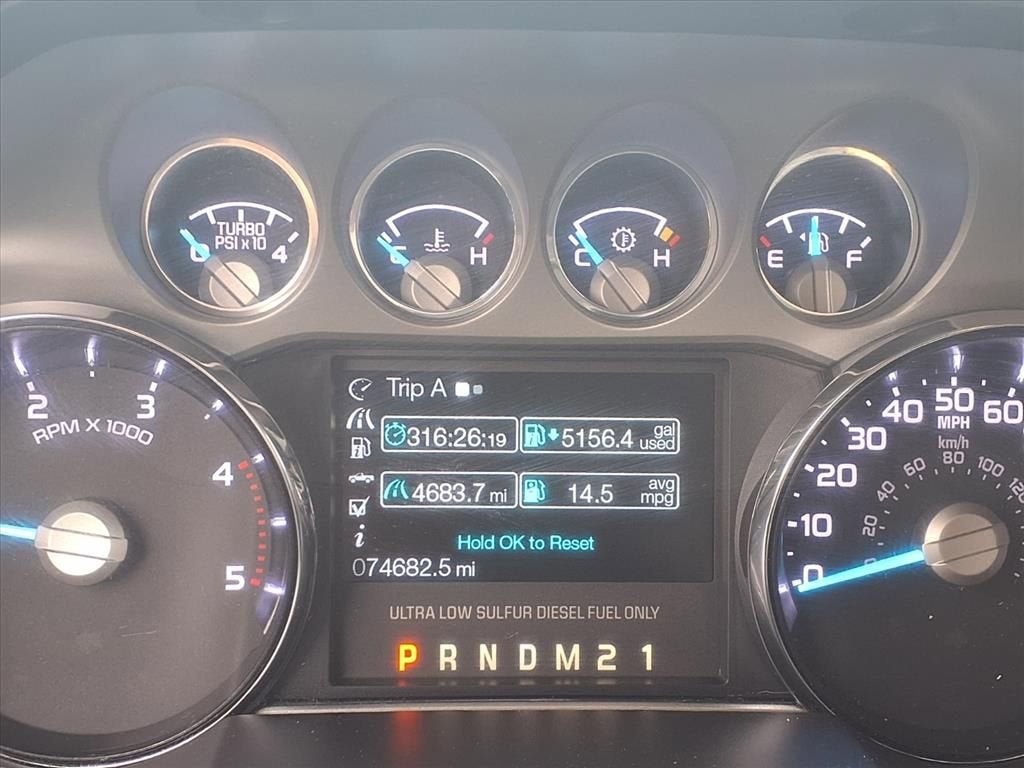 TURBO
PSI x 10
0 4
C H
C H
E F
2 3 4 5
RPM X 1000
Trip A
316:26:19
5156.4 gal used
4683.7 mi
14.5 avg mpg
Hold OK to Reset
074682.5 mi
ULTRA LOW SULFUR DIESEL FUEL ONLY
P R N D M 2 1
0 10 20 30 40 50 60
MPH
km/h
20 40 60 80 100 120